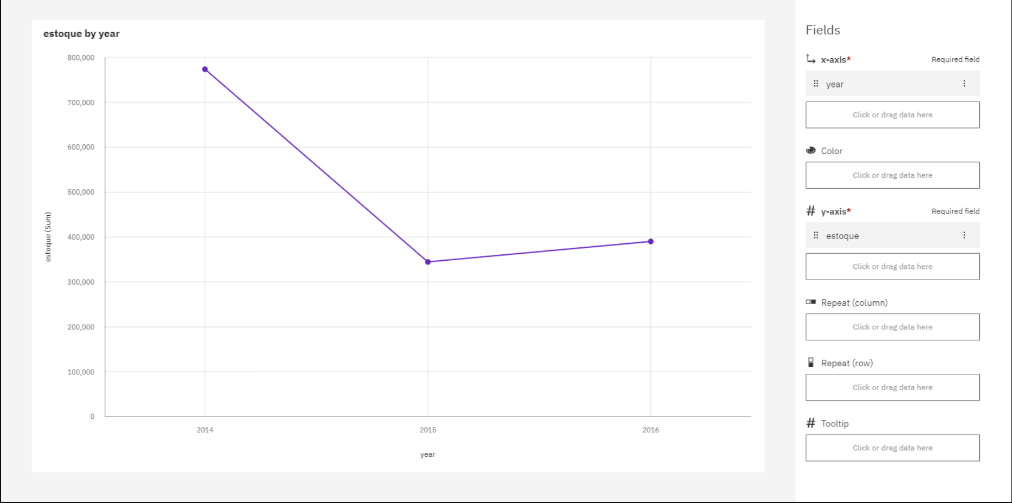 estoque by year
800,000
700,000
600,000
500,000
400,000
300,000
200,000
100,000
0
estoque (Sum)
2014
2015
2016
year
Fields
x-axis*
Required field
year
Click or drag data here
Color
Click or drag data here
y-axis*
Required field
estoque
Click or drag data here
Repeat (column)
Click or drag data here
Repeat (row)
Click or drag data here
Tooltip
Click or drag data here